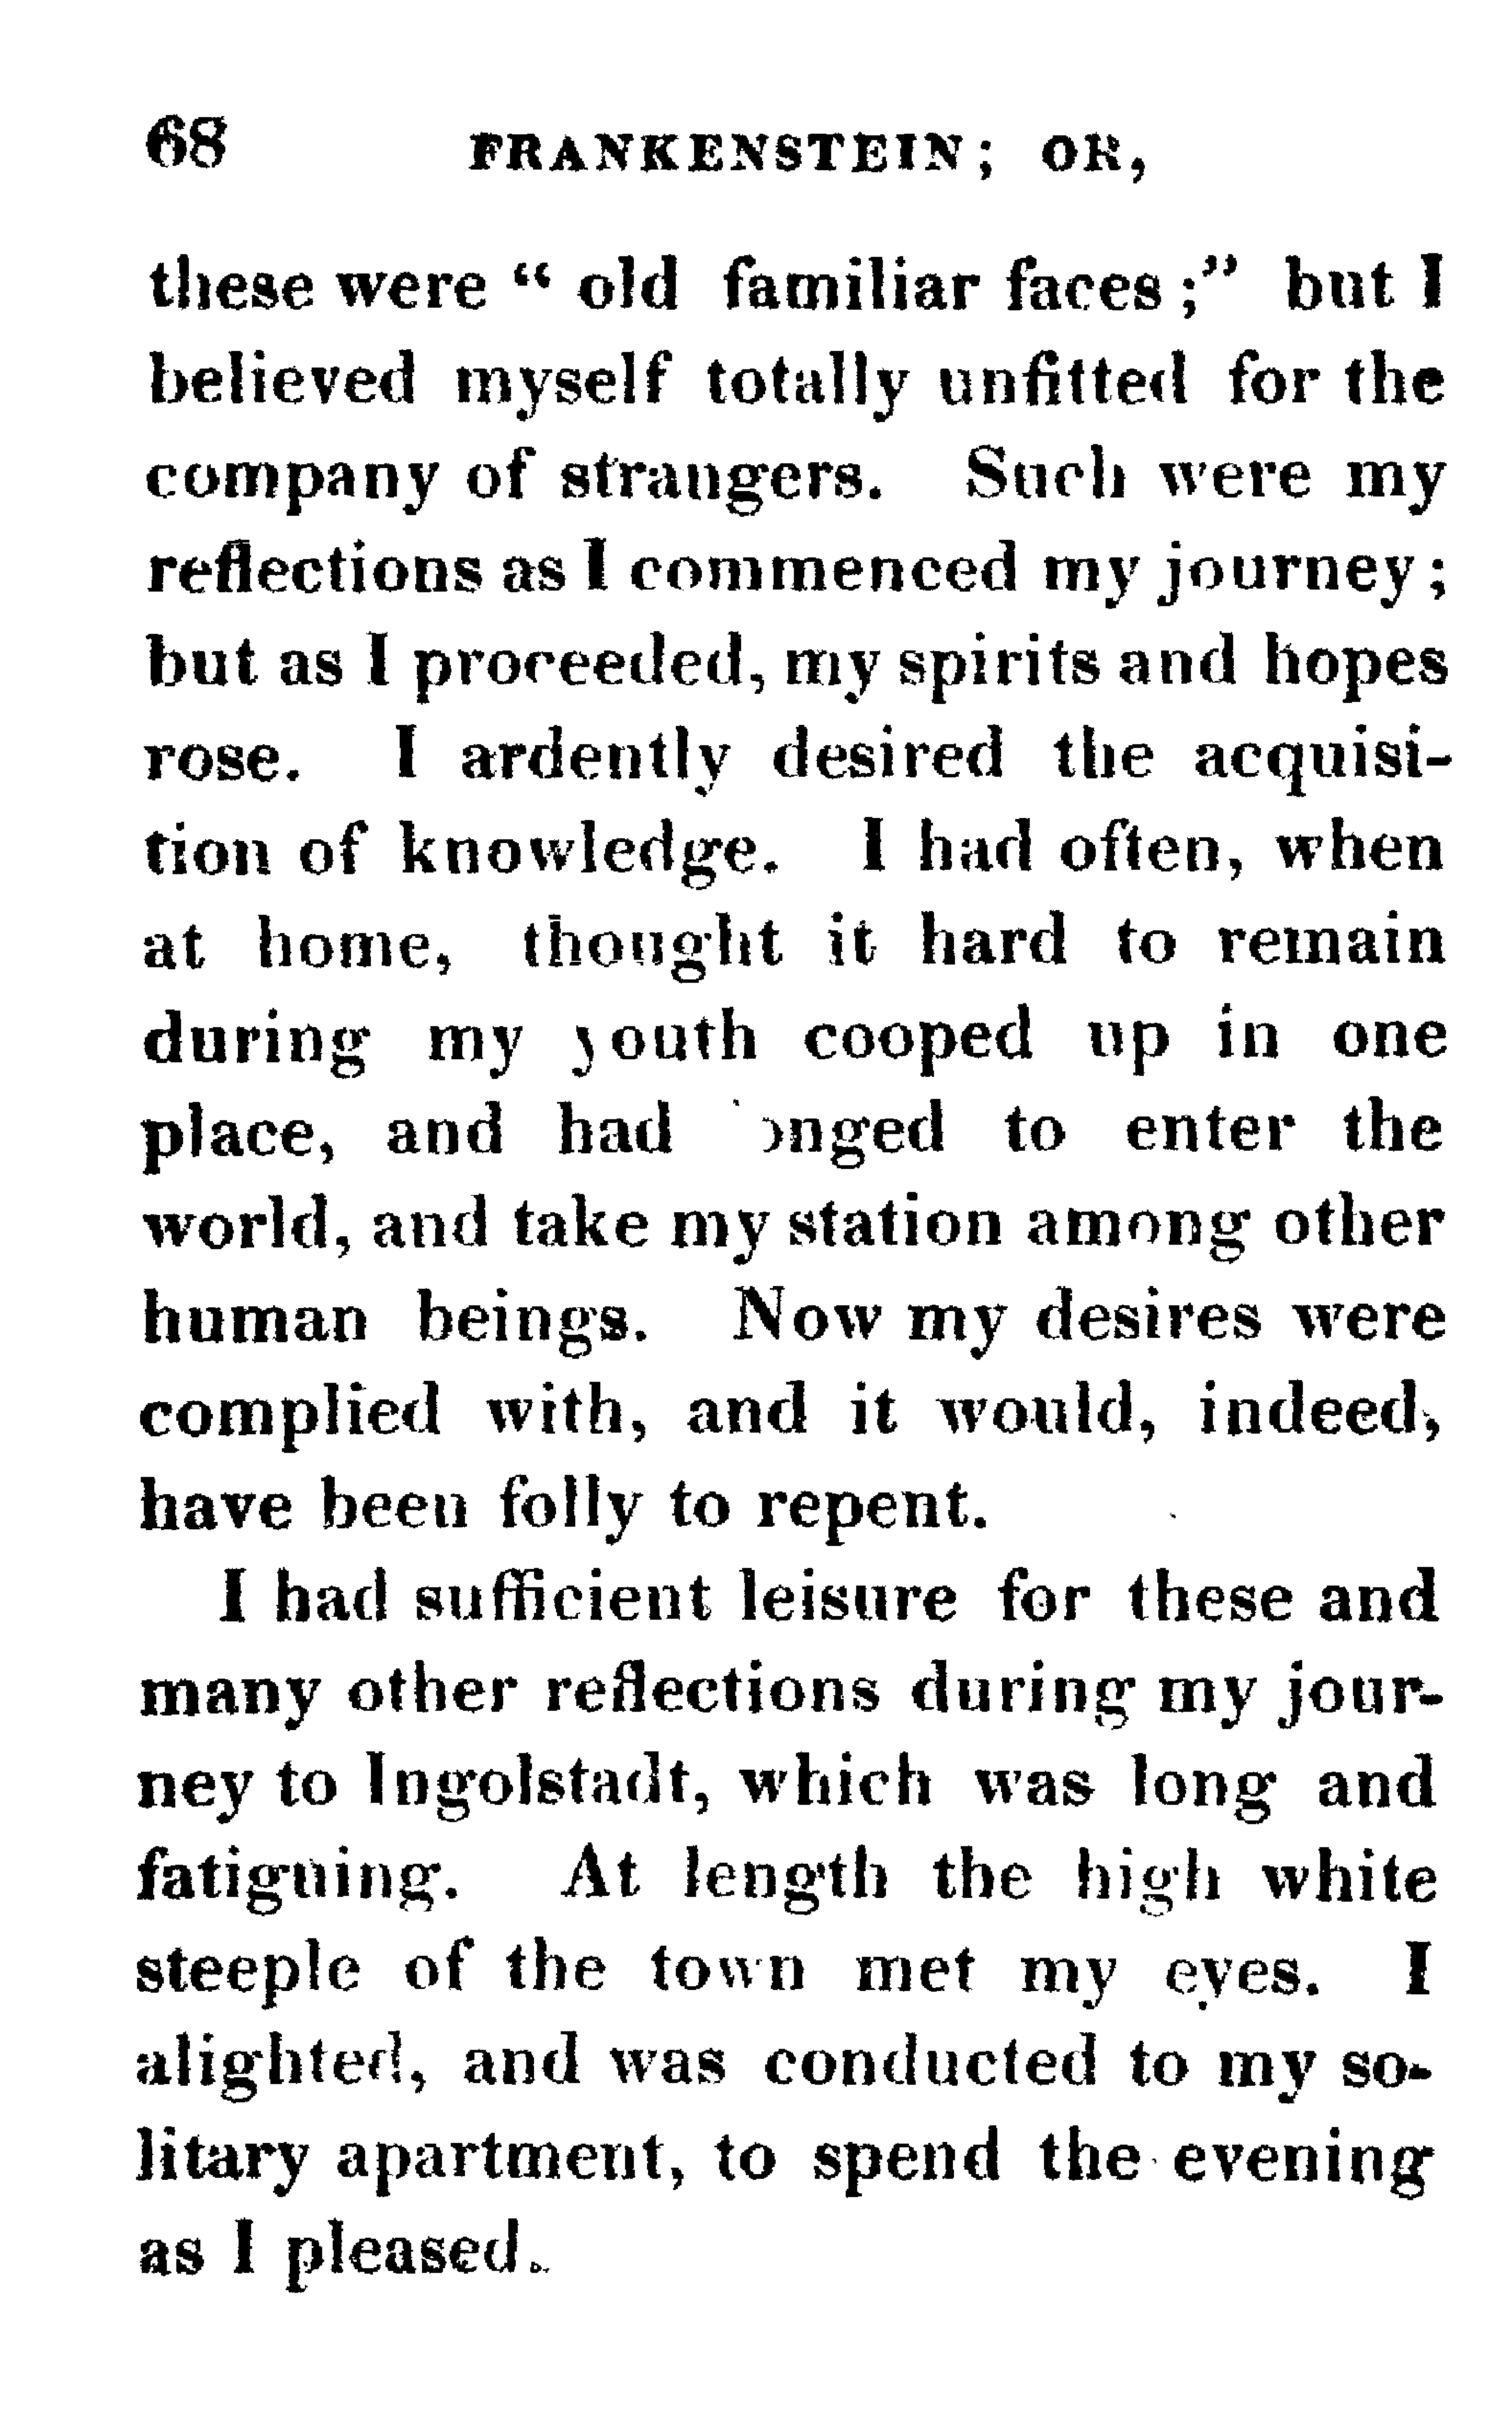 68 FRANKENSTEIN; OR,
these were “ old familiar faces ;” but I
believed myself totally unfitted for the
company of strangers. Such were my
reflections as I commenced my journey;
but as I proceeded, my spirits and hopes
rose. I ardently desired the acquisi-
tion of knowledge. I had often, when
at home, thought it hard to remain
during my youth cooped up in one
place, and had longed to enter the
world, and take my station among other
human beings. Now my desires were
complied with, and it would, indeed,
have been folly to repent.
I had sufficient leisure for these and
many other reflections during my jour-
ney to Ingolstadt, which was long and
fatiguing. At length the high white
steeple of the town met my eyes. I
alighted, and was conducted to my so-
litary apartment, to spend the evening
as I pleased.